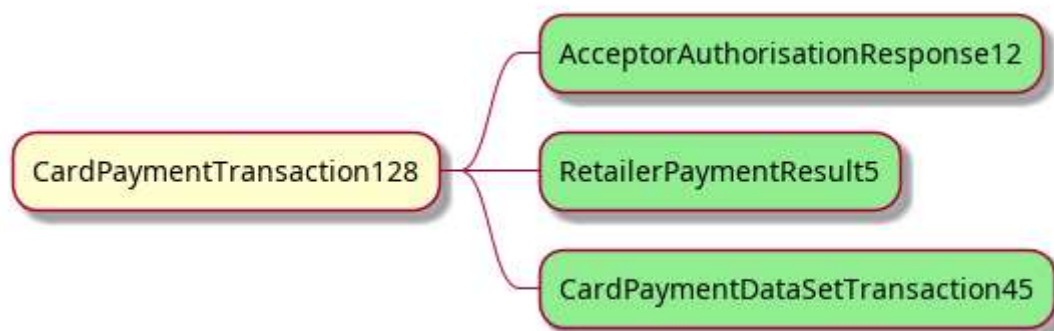 AcceptorAuthorisationResponse12
CardPaymentTransaction128
RetailerPaymentResult5
CardPaymentDataSetTransaction45